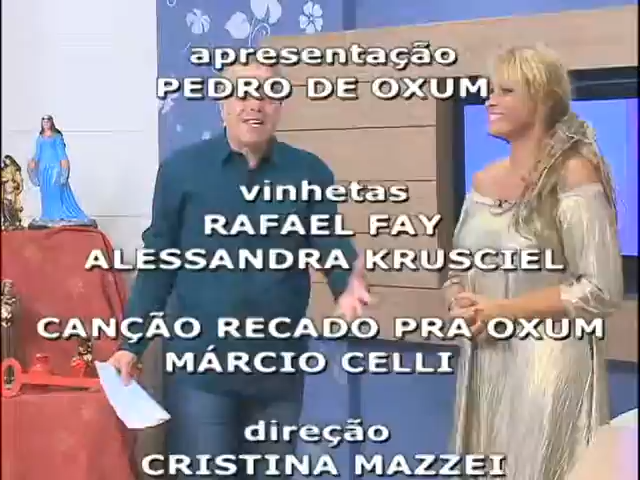 apresentação
PEDRO DE OXUM
vinhetas
RAFAEL FAY
ALESSANDRA KRUSCIEL
CANÇÃO RECADO PRA OXUM
MÁRCIO CELLI
direção
CRISTINA MAZZEI